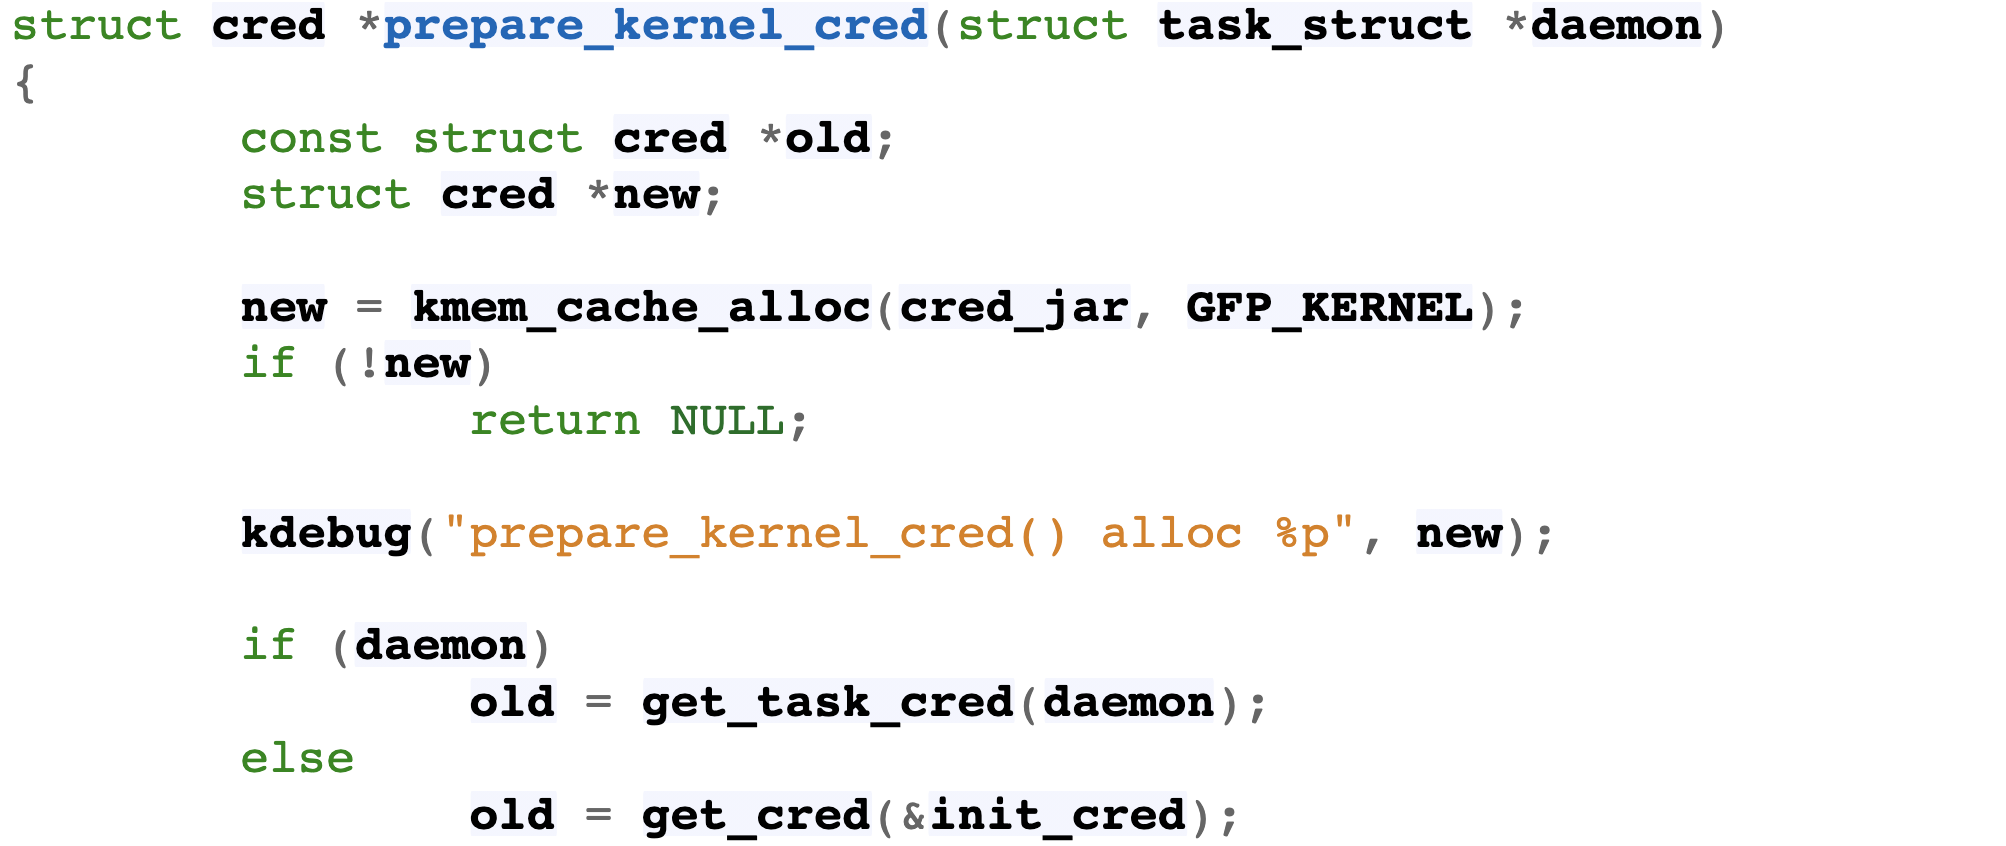 struct cred *prepare_kernel_cred(struct task_struct *daemon)
{
        const struct cred *old;
        struct cred *new;

        new = kmem_cache_alloc(cred_jar, GFP_KERNEL);
        if (!new)
                return NULL;

        kdebug("prepare_kernel_cred() alloc %p", new);

        if (daemon)
                old = get_task_cred(daemon);
        else
                old = get_cred(&init_cred);